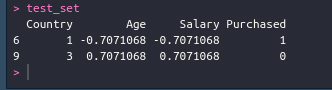 > test_set
Country Age Salary Purchased
6 1 -0.7071068 -0.7071068 1
9 3 0.7071068 0.7071068 0
>